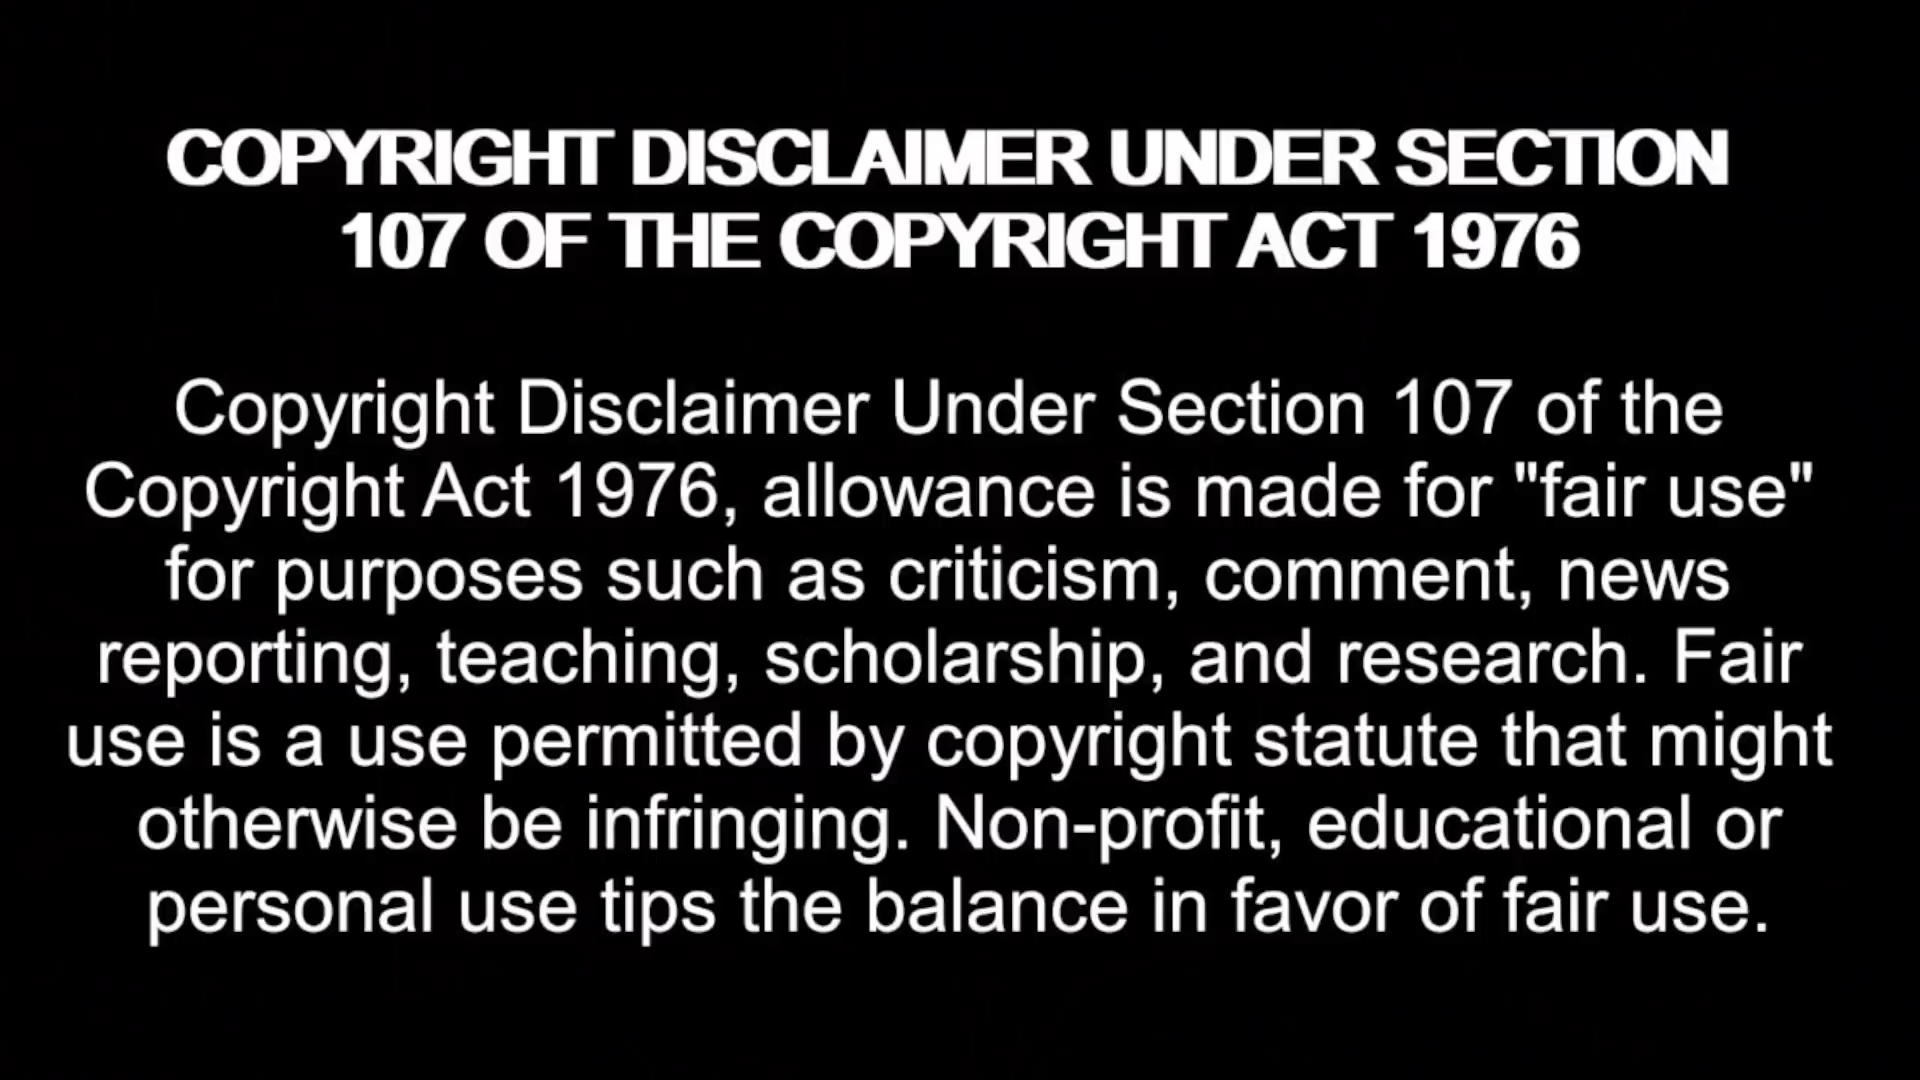 COPYRIGHT DISCLAIMER UNDER SECTION
107 OF THE COPYRIGHT ACT 1976
Copyright Disclaimer Under Section 107 of the
Copyright Act 1976, allowance is made for "fair use"
for purposes such as criticism, comment, news
reporting, teaching, scholarship, and research. Fair
use is a use permitted by copyright statute that might
otherwise be infringing. Non-profit, educational or
personal use tips the balance in favor of fair use.